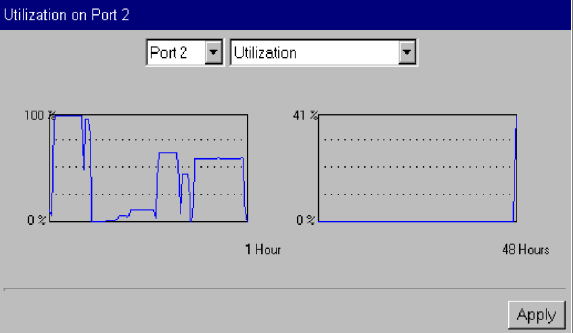 Utilization on Port 2
Port 2 Utilization
100 % 41 %
0 % 0 %
1 Hour 48 Hours
Apply